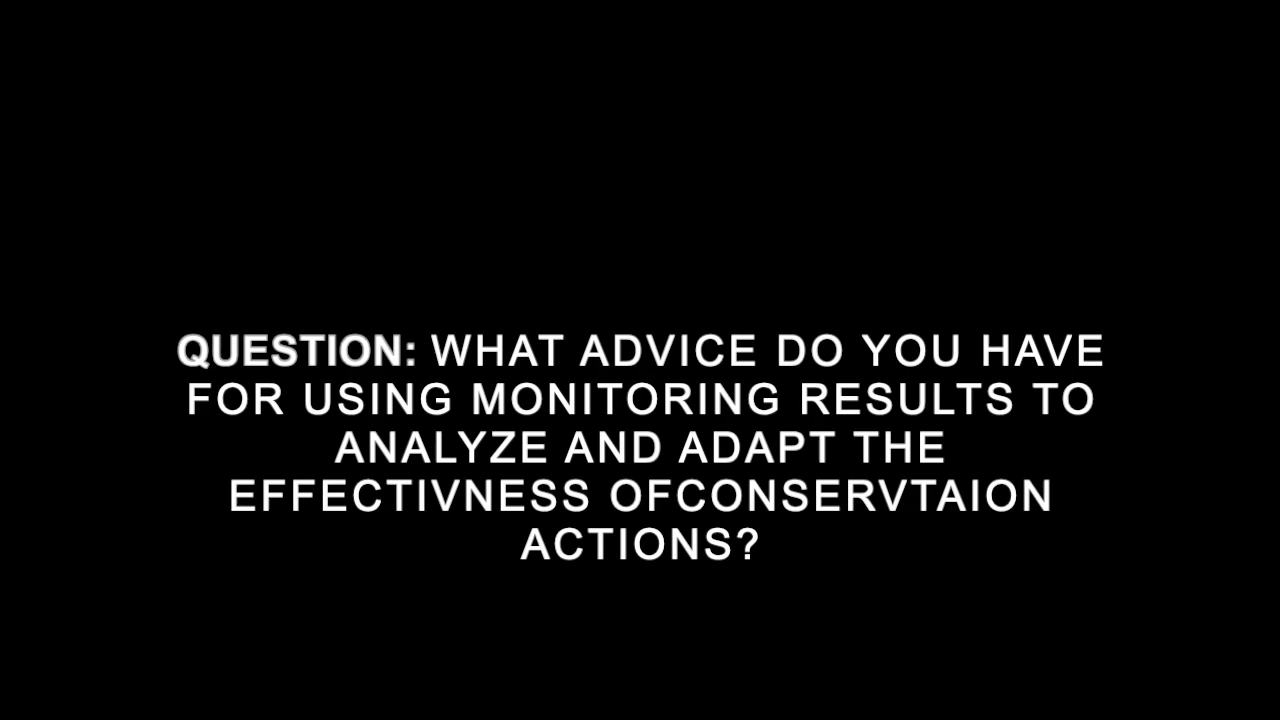 QUESTION: WHAT ADVICE DO YOU HAVE
FOR USING MONITORING RESULTS TO
ANALYZE AND ADAPT THE
EFFECTIVNESS OFCONSERVTAION
ACTIONS?